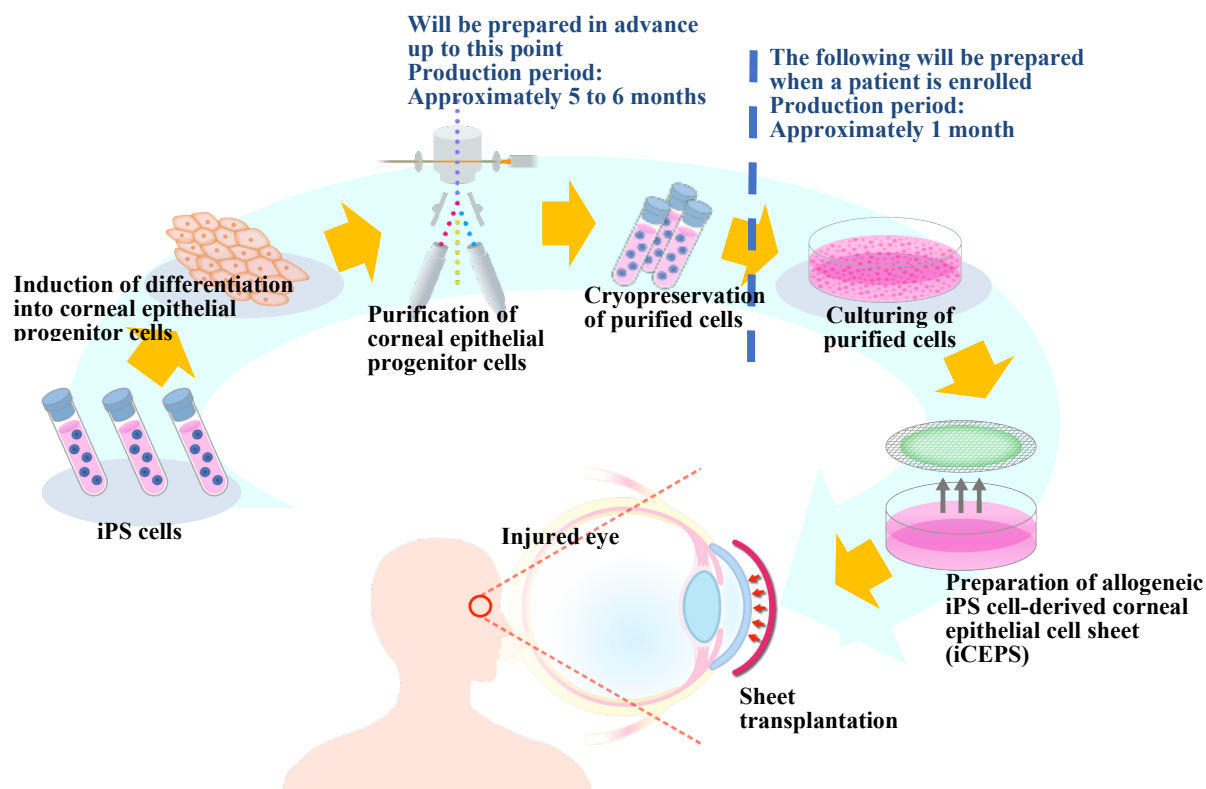 Will be prepared in advance
up to this point
Production period:
Approximately 5 to 6 months
The following will be prepared
when a patient is enrolled
Production period:
Approximately 1 month
iPS cells
Induction of differentiation
into corneal epithelial
progenitor cells
Purification of
corneal epithelial
progenitor cells
Cryopreservation
of purified cells
Culturing of
purified cells
Preparation of allogeneic
iPS cell-derived corneal
epithelial cell sheet
(iCEPS)
Injured eye
Sheet
transplantation